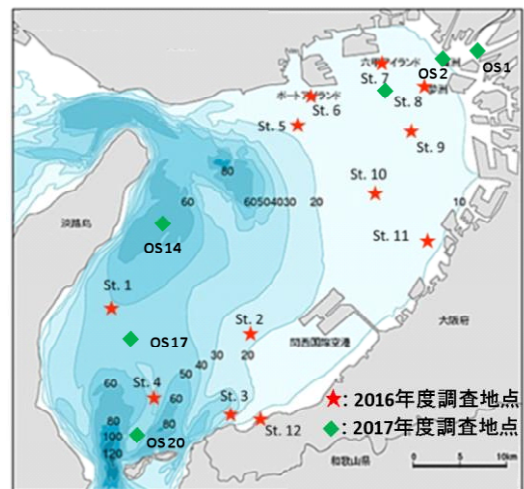 六甲アイランド
St. 7
OS2
OS1
ポートアイランド
St. 6
St. 8
St. 5
St. 9
80
60
60 50 40 30 20
St. 10
10
淡路島
OS14
St. 11
St. 1
St. 2
関西国際空港
大阪府
OS17
20
30
40
50
60
60
St. 4
St. 3
St. 12
80
80
100
120
OS20
★: 2016年度調査地点
◆: 2017年度調査地点
和歌山県
0 5 10km